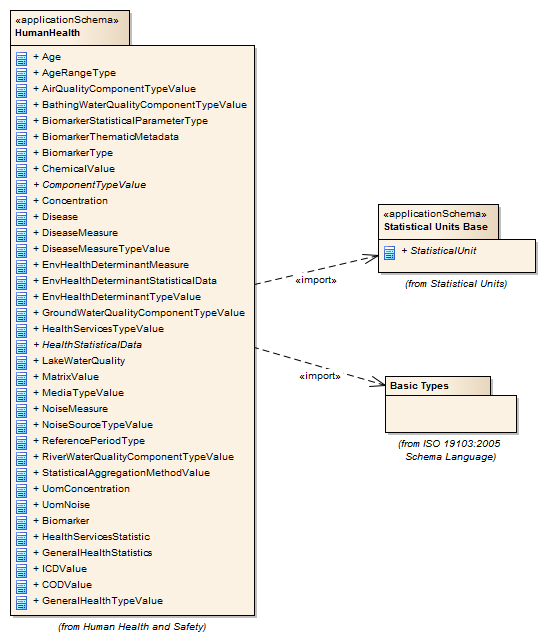 «applicationSchema»
HumanHealth
+ Age
+ AgeRangeType
+ AirQualityComponentTypeValue
+ BathingWaterQualityComponentTypeValue
+ BiomarkerStatisticalParameterType
+ BiomarkerThematicMetadata
+ BiomarkerType
+ ChemicalValue
+ ComponentTypeValue
+ Concentration
+ Disease
+ DiseaseMeasure
+ DiseaseMeasureTypeValue
+ EnvHealthDeterminantMeasure
+ EnvHealthDeterminantStatisticalData
+ EnvHealthDeterminantTypeValue
+ GroundWaterQualityComponentTypeValue
+ HealthServicesTypeValue
+ HealthStatisticalData
+ LakeWaterQuality
+ MatrixValue
+ MediaTypeValue
+ NoiseMeasure
+ NoiseSourceTypeValue
+ ReferencePeriodType
+ RiverWaterQualityComponentTypeValue
+ StatisticalAggregationMethodValue
+ UomConcentration
+ UomNoise
+ Biomarker
+ HealthServicesStatistic
+ GeneralHealthStatistics
+ ICDValue
+ CODValue
+ GeneralHealthTypeValue
(from Human Health and Safety)
«import»
«import»
«applicationSchema»
Statistical Units Base
+ StatisticalUnit
(from Statistical Units)
Basic Types
(from ISO 19103:2005
Schema Language)